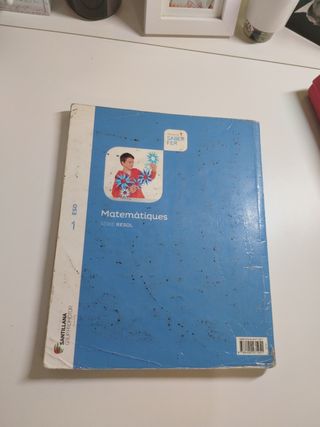 SABER
FER
Matemàtiques
SÈRIE RESOL
ESO
1
SANTILLANA